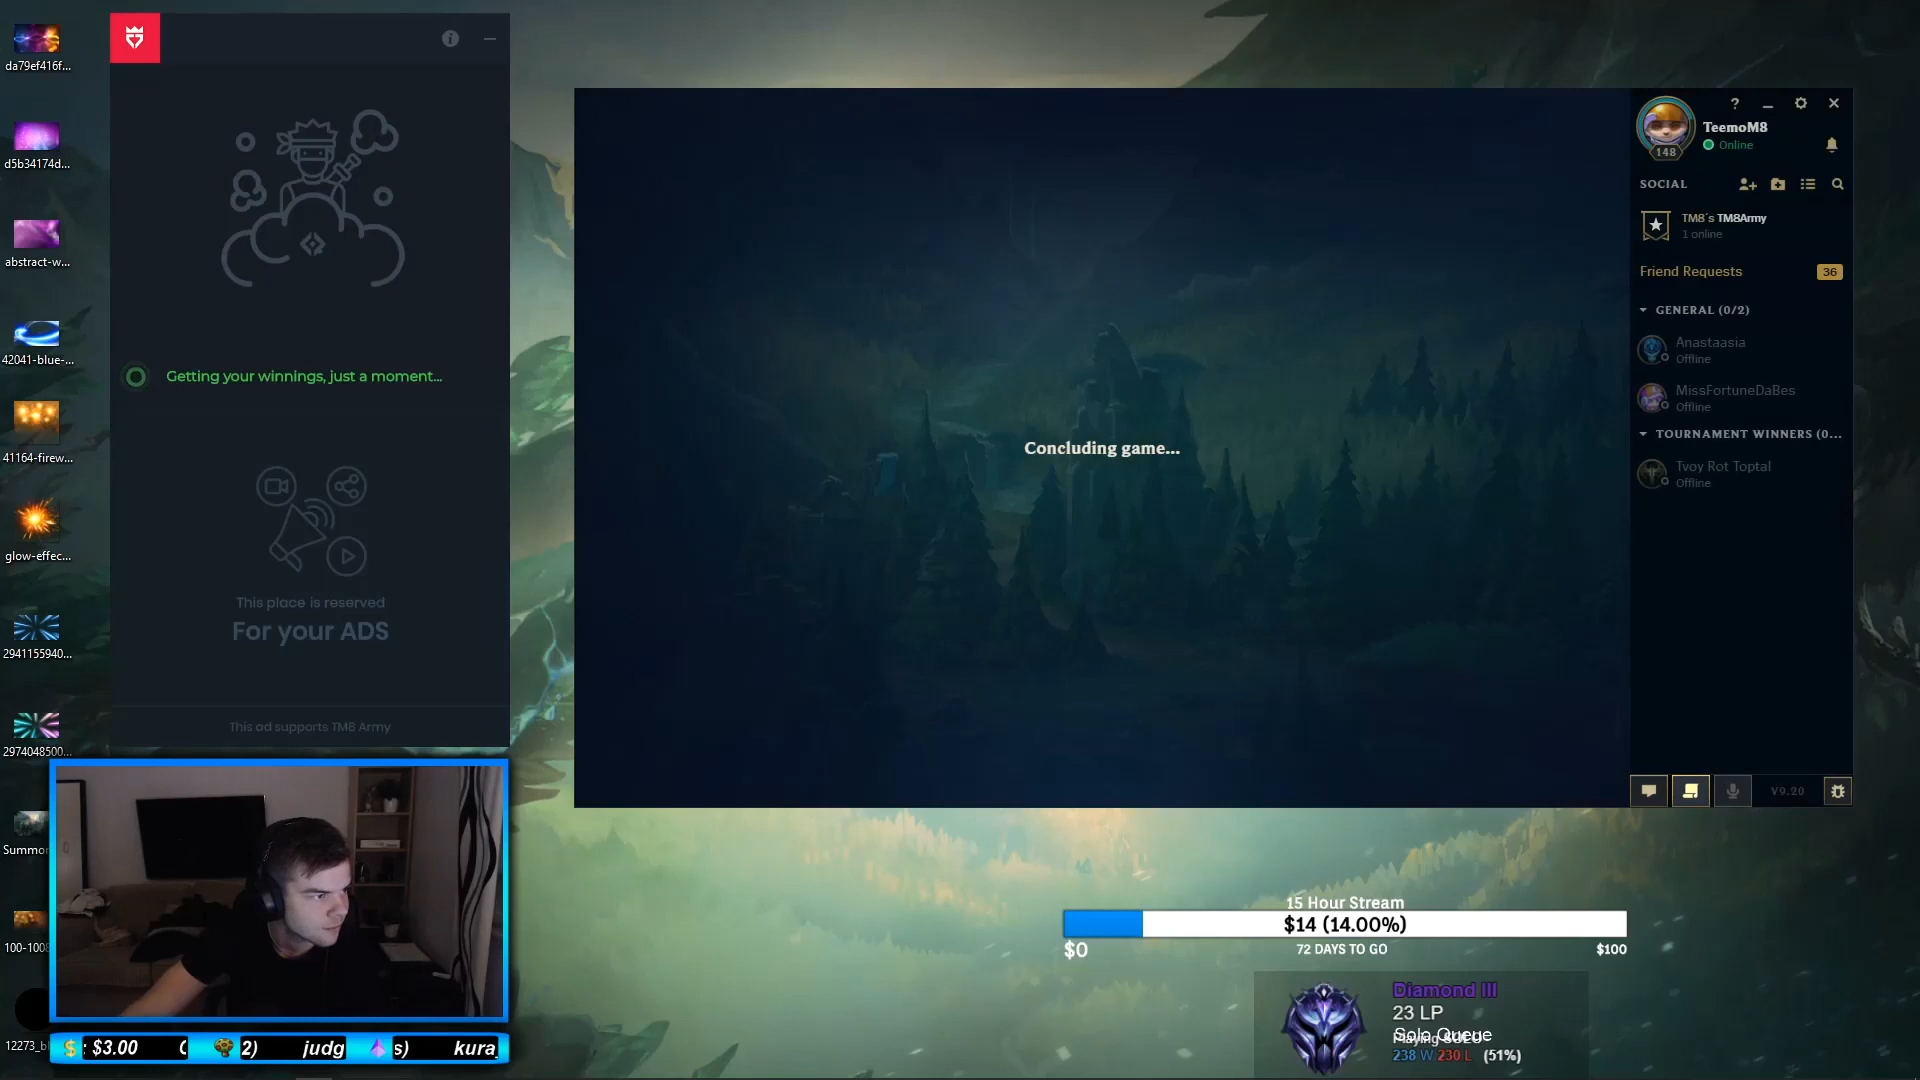 da79ef416f...
d5b34174d...
abstract-w...
42041-blue-...
41164-firew...
glow-effec...
2941155940...
2974048500...
Summo
100-100
12273_b
Getting your winnings, just a moment...
This place is reserved
For your ADS
This ad supports TM8 Army
: $3.00
2)
judg
s)
kura
Concluding game...
?
TeemoM8
148
Online
SOCIAL
TM8's TM8Army
1 online
Friend Requests
36
GENERAL (0/2)
Anastaasia
Offline
MissFortuneDaBes
Offline
TOURNAMENT WINNERS (0...
Tvoy Rot Toptal
Offline
V9.20
15 Hour Stream
$14 (14.00%)
$0
72 DAYS TO GO
$100
Diamond III
23 LP
Solo Queue
238 W 230 L (51%)